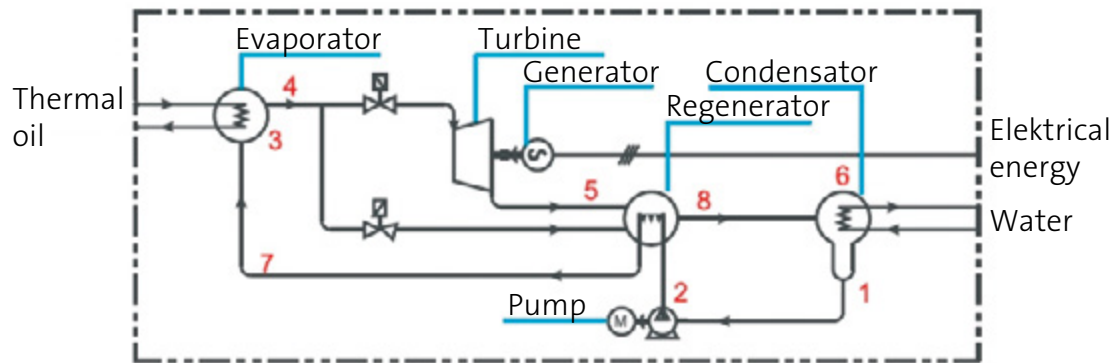 Evaporator
Turbine
Generator
Condensator
Regenerator
Thermal
oil
4
3
Elektrical
energy
5
8
6
Water
7
2
1
Pump
M
S